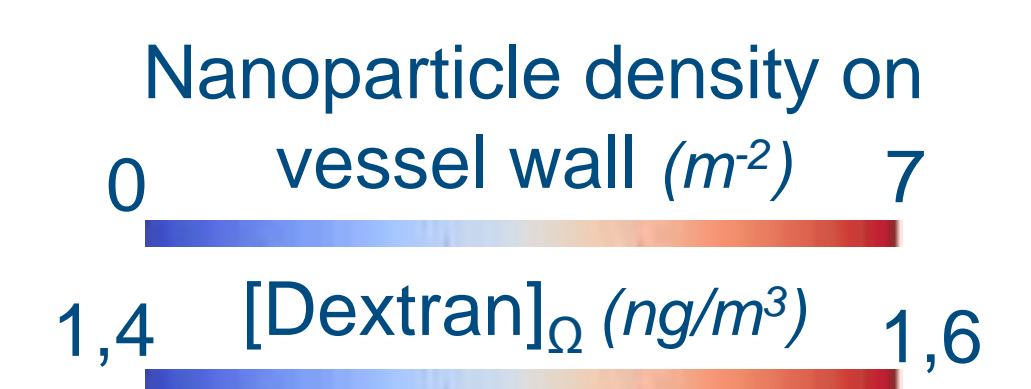 Nanoparticle density on
0 vessel wall (m-2) 7
1,4 [Dextran]Ω (ng/m3) 1,6